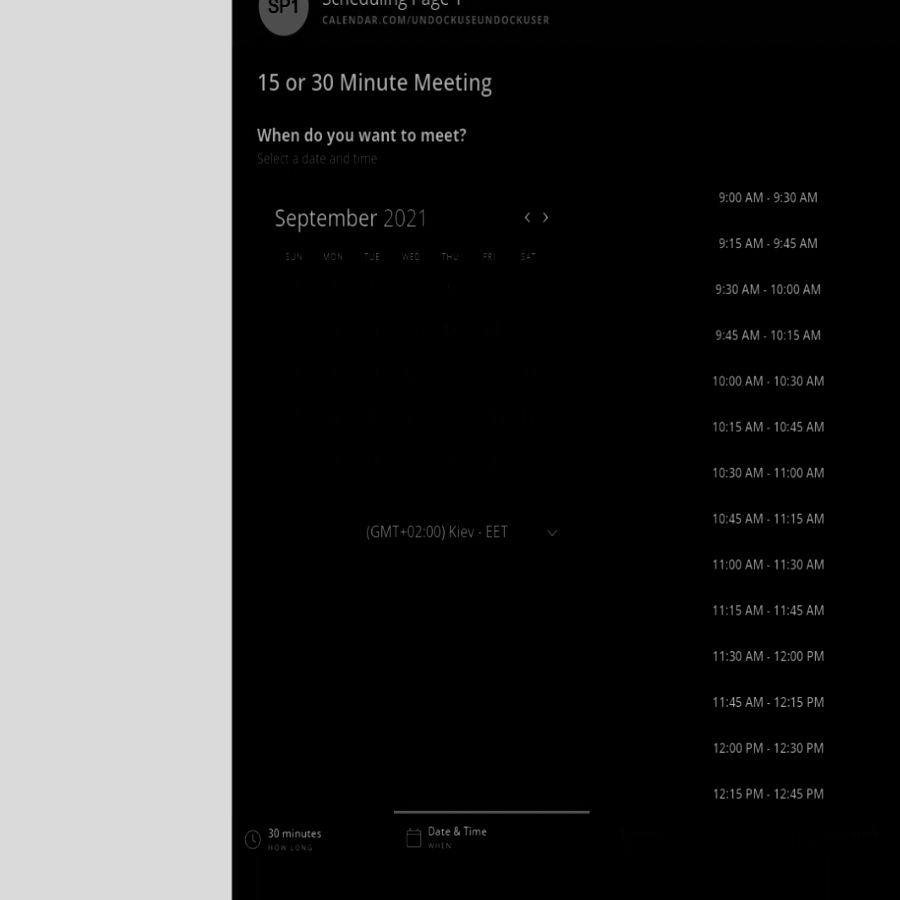 SP1
Scheduling Page 1
CALENDAR.COM/UNDOCKUSEUNDOCKUSER
15 or 30 Minute Meeting
When do you want to meet?
Select a date and time
September 2021
SUN MON TUE WED THU FRI SAT
(GMT+02:00) Kiev - EET
9:00 AM - 9:30 AM
9:15 AM - 9:45 AM
9:30 AM - 10:00 AM
9:45 AM - 10:15 AM
10:00 AM - 10:30 AM
10:15 AM - 10:45 AM
10:30 AM - 11:00 AM
10:45 AM - 11:15 AM
11:00 AM - 11:30 AM
11:15 AM - 11:45 AM
11:30 AM - 12:00 PM
11:45 AM - 12:15 PM
12:00 PM - 12:30 PM
12:15 PM - 12:45 PM
30 minutes
HOW LONG
Date & Time
WHEN